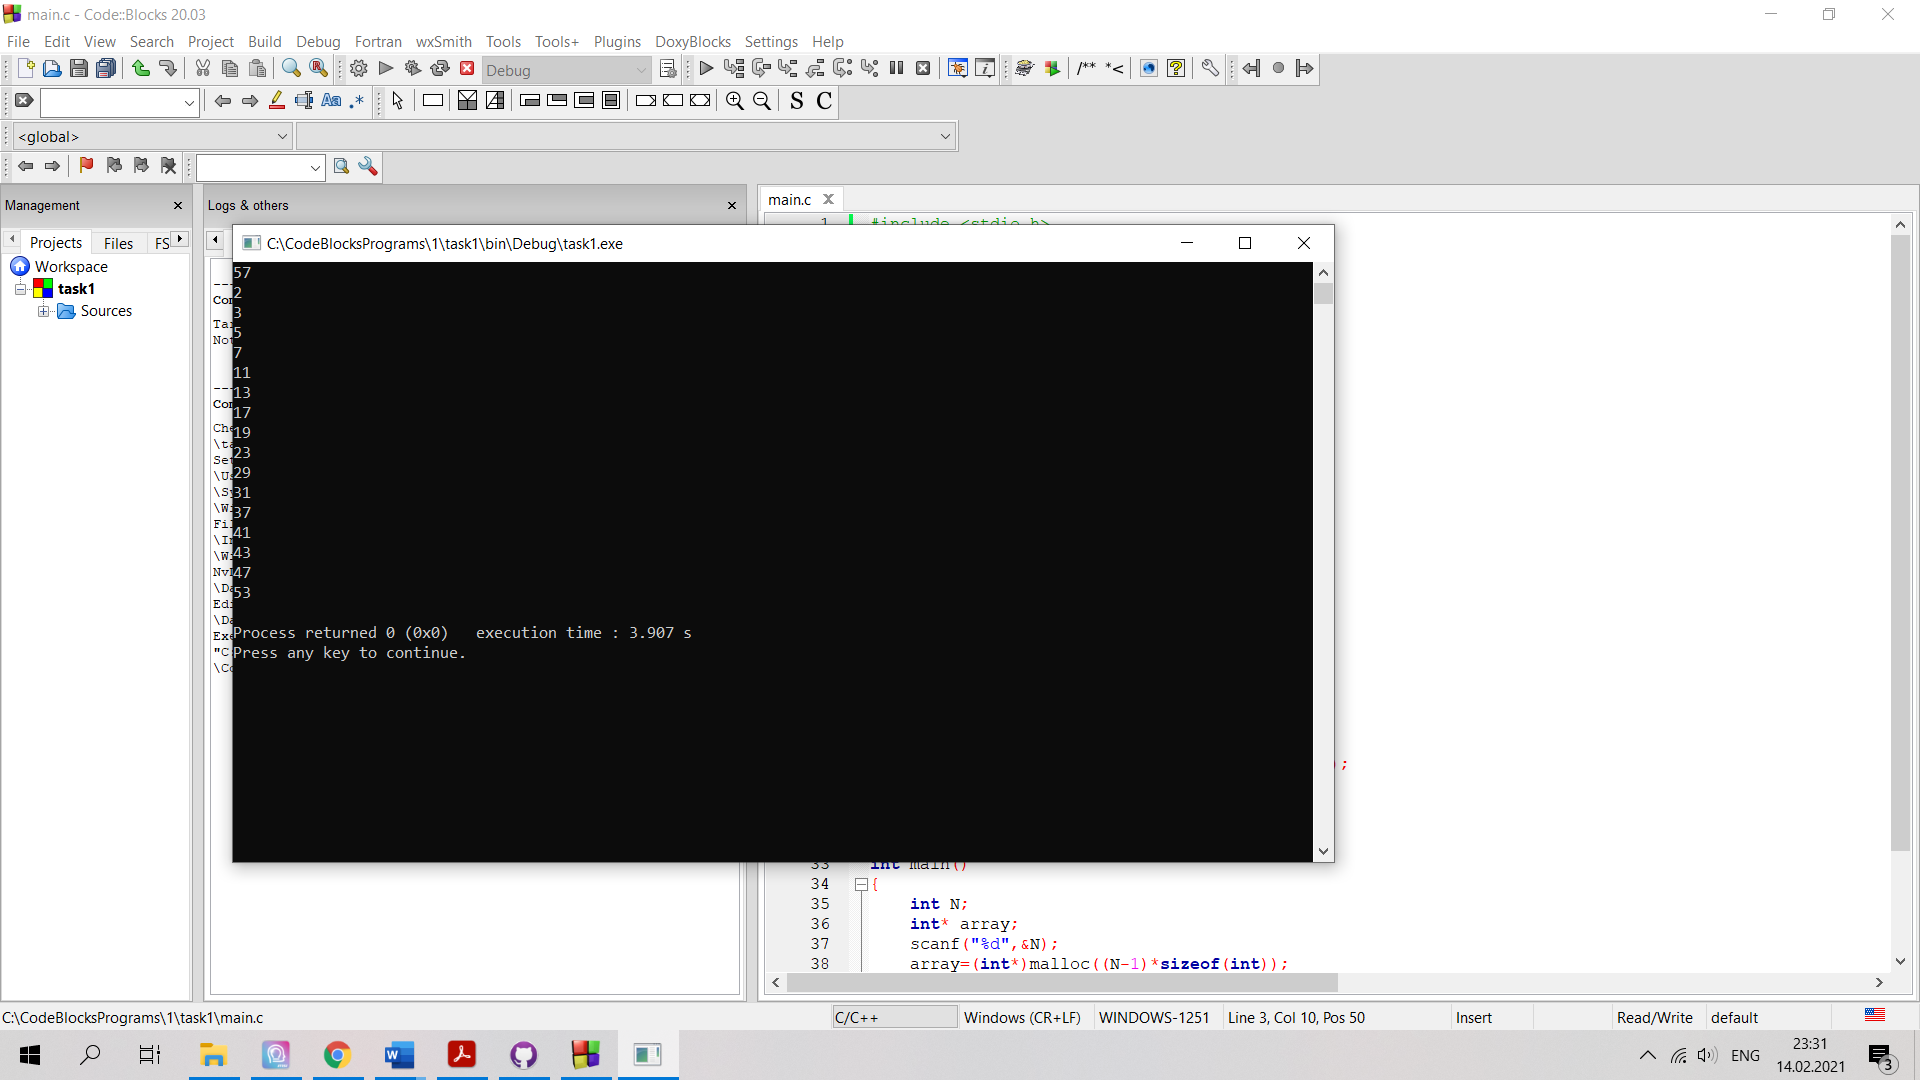 main.c - Code::Blocks 20.03
File Edit View Search Project Build Debug Fortran wxSmith Tools Tools+ Plugins DoxyBlocks Settings Help
Debug
/** *<
Aa .*
S C
<global>
Management
Logs & others
main.c
Projects Files FS
Workspace
task1
Sources
1 #include <stdio.h>
C:\CodeBlocksPrograms\1\task1\bin\Debug\task1.exe
57
2
3
5
7
11
13
17
19
23
29
31
37
41
43
47
53
Process returned 0 (0x0)   execution time : 3.907 s
Press any key to continue.
);
33 int main()
34 {
35 int N;
36 int* array;
37 scanf("%d",&N);
38 array=(int*)malloc((N-1)*sizeof(int));
C:\CodeBlocksPrograms\1\task1\main.c
C/C++
Windows (CR+LF)
WINDOWS-1251
Line 3, Col 10, Pos 50
Insert
Read/Write
default
ENG
23:31
14.02.2021
3